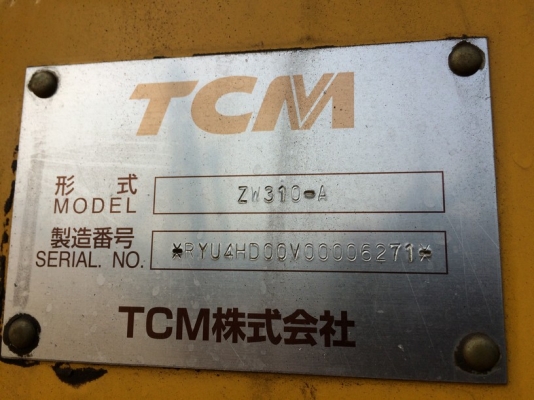 TCM
形式 ZW310-A
MODEL
製造番号 *RYU4HD00V00006271*
SERIAL. NO.
TCM株式会社